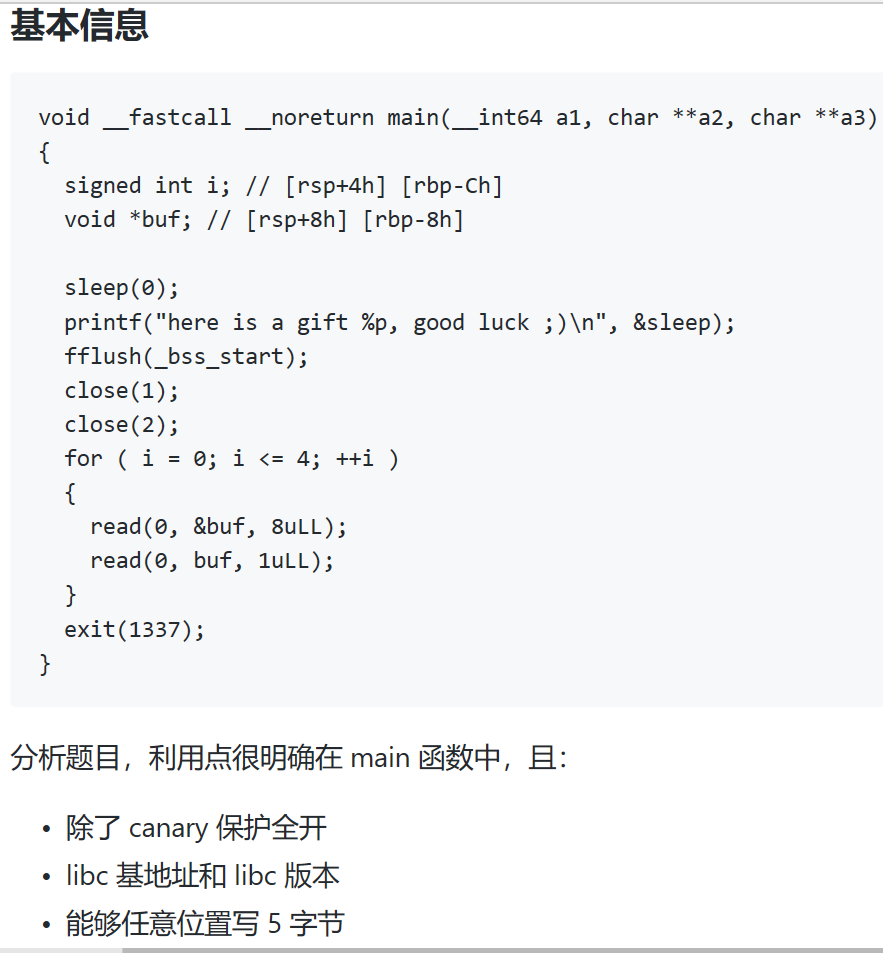 基本信息
void __fastcall __noreturn main(__int64 a1, char **a2, char **a3)
{
  signed int i; // [rsp+4h] [rbp-Ch]
  void *buf; // [rsp+8h] [rbp-8h]
  sleep(0);
  printf("here is a gift %p, good luck ;)\n", &sleep);
  fflush(_bss_start);
  close(1);
  close(2);
  for ( i = 0; i <= 4; ++i )
  {
    read(0, &buf, 8uLL);
    read(0, buf, 1uLL);
  }
  exit(1337);
}
分析题目，利用点很明确在 main 函数中，且：
• 除了 canary 保护全开
• libc 基地址和 libc 版本
• 能够任意位置写 5 字节